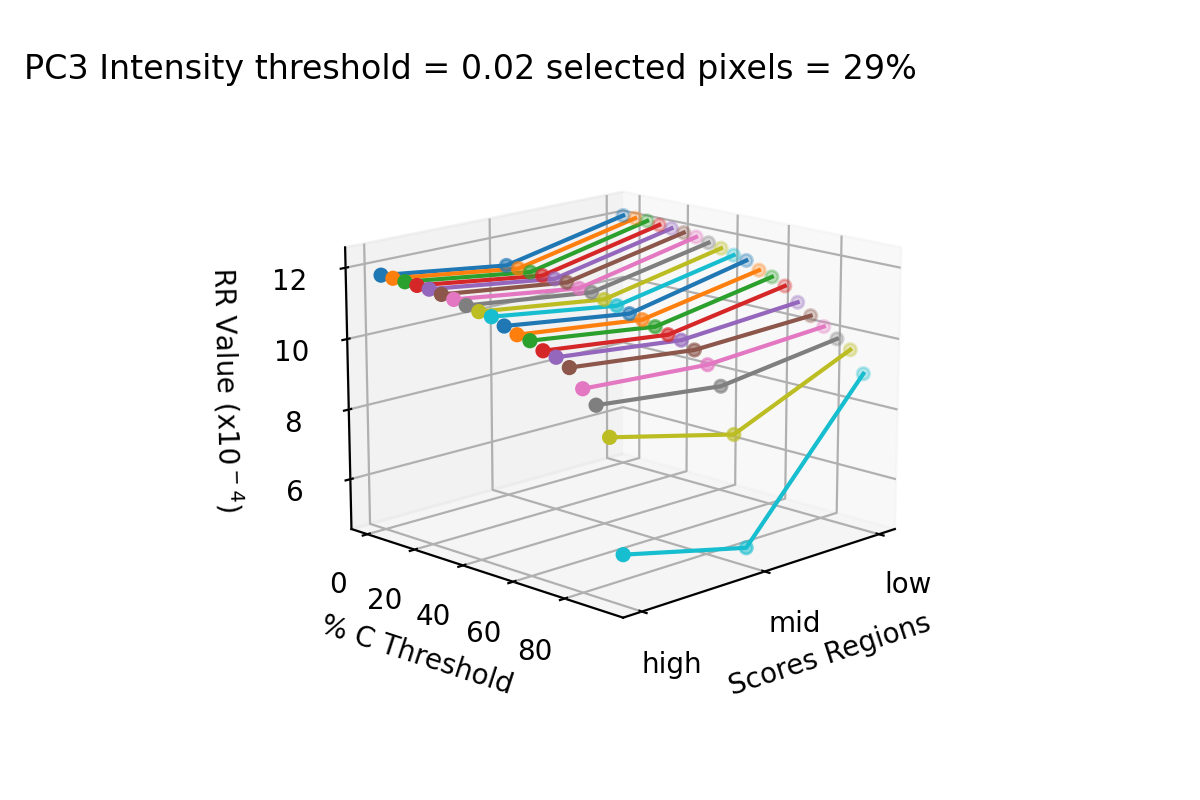 PC3 Intensity threshold = 0.02 selected pixels = 29%
RR Value (x10⁻⁴)
12
10
8
6
0
20
40
60
80
% C Threshold
high
mid
low
Scores Regions